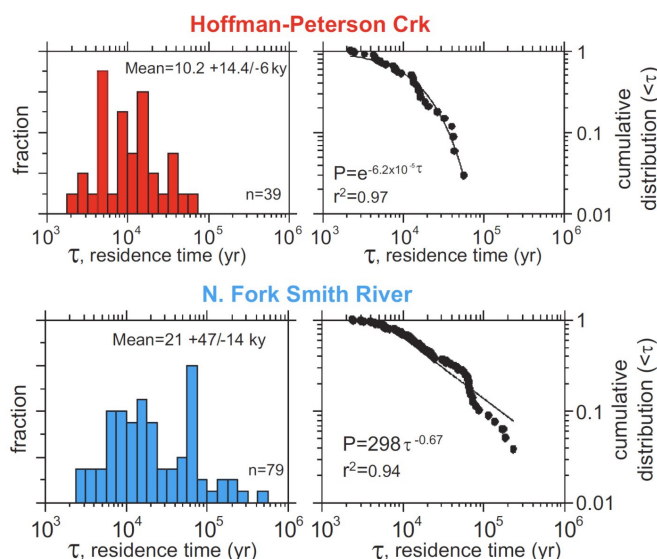 Hoffman-Peterson Crk
Mean=10.2 +14.4/-6 ky
fraction
n=39
10³ 10⁴ 10⁵ 10⁶
τ, residence time (yr)
P=e^-6.2x10^-5τ
r²=0.97
1
0.1
0.01
cumulative
distribution (<τ)
10³ 10⁴ 10⁵ 10⁶
τ, residence time (yr)
N. Fork Smith River
Mean=21 +47/-14 ky
fraction
n=79
10³ 10⁴ 10⁵ 10⁶
τ, residence time (yr)
P=298 τ^-0.67
r²=0.94
1
0.1
0.01
cumulative
distribution (<τ)
10³ 10⁴ 10⁵ 10⁶
τ, residence time (yr)